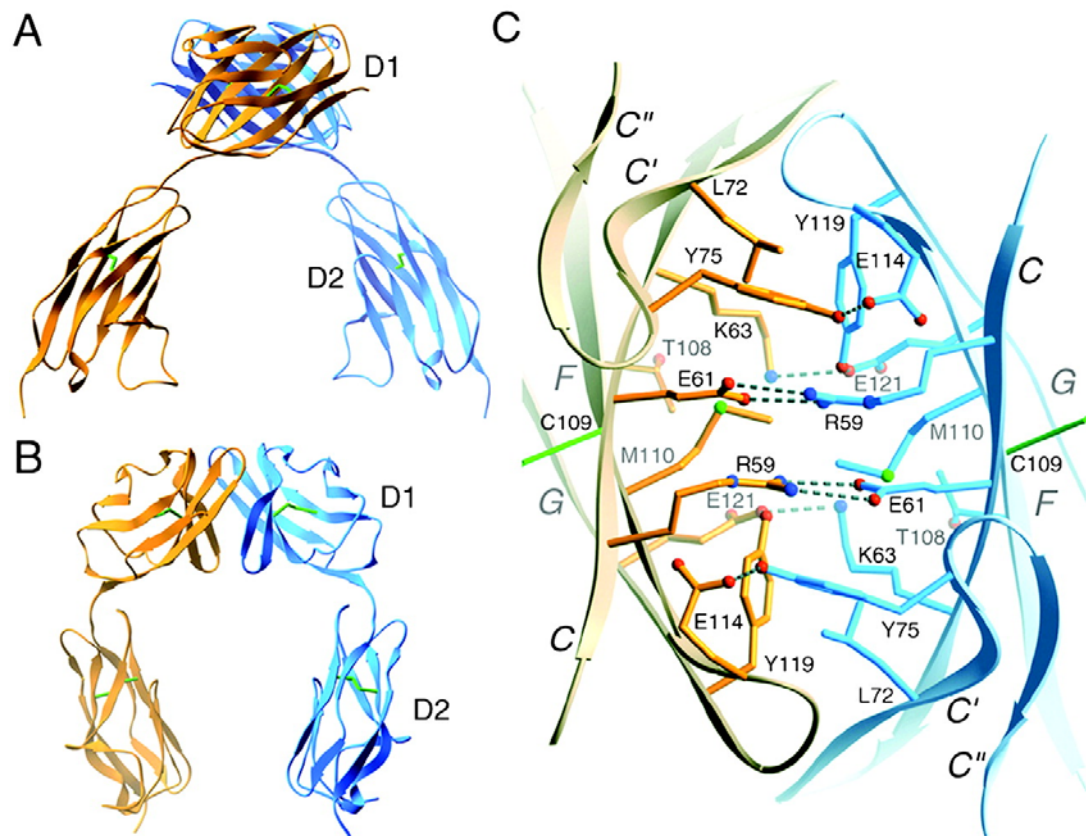 A
D1
D2
B
D1
D2
C
C"
C'
L72
Y119
Y75
E114
C
K63
T108
F
E61
E121
G
R59
C109
M110
M110
C109
R59
G
E121
E61
F
T108
K63
E114
Y75
C
Y119
L72
C'
C"